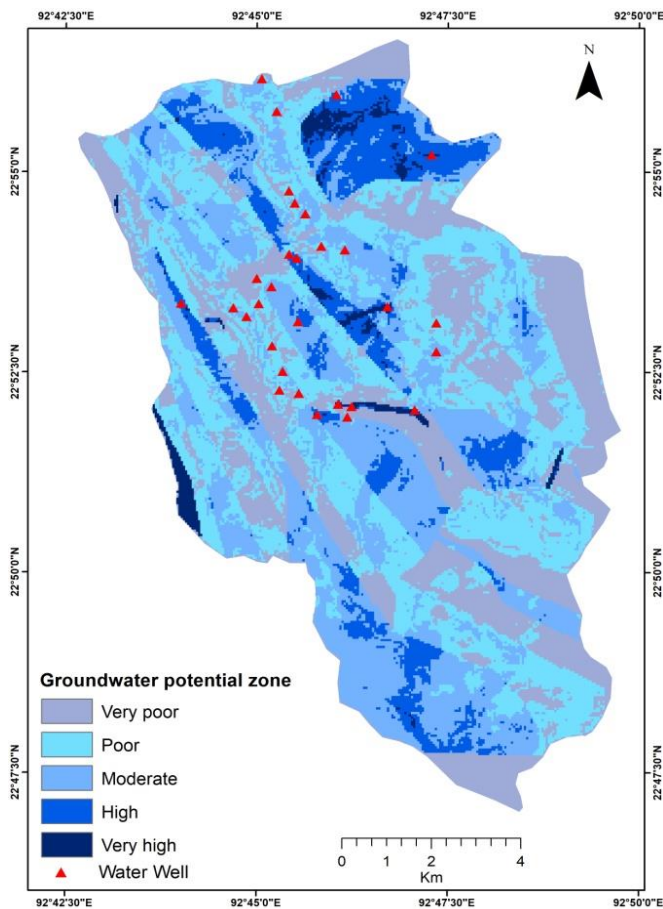 92°42'30"E 92°45'0"E 92°47'30"E 92°50'0"E
N
22°55'0"N 22°55'0"N
22°52'30"N 22°52'30"N
22°50'0"N 22°50'0"N
22°47'30"N 22°47'30"N
Groundwater potential zone
Very poor
Poor
Moderate
High
Very high
Water Well
0 1 2 4
Km
92°42'30"E 92°45'0"E 92°47'30"E 92°50'0"E